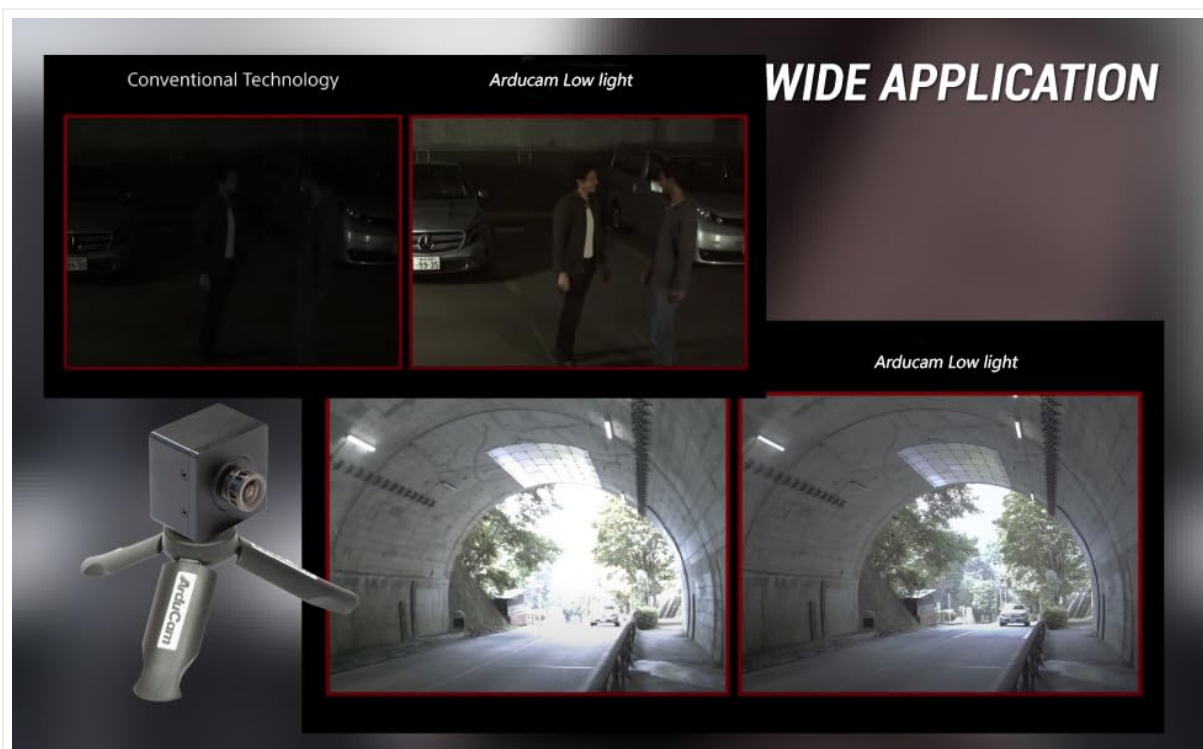 WIDE APPLICATION
Conventional Technology
Arducam Low light
Arducam Low light
ArduCam